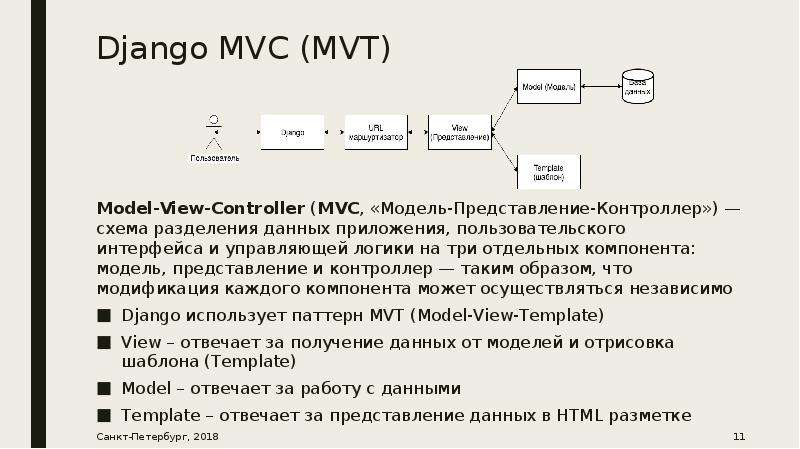 Django MVC (MVT)
Model (Модель)
База
данных
Пользователь
Django
URL
маршуртизатор
View
(Представление)
Template
(шаблон)
Model-View-Controller (MVC, «Модель-Представление-Контроллер») —
схема разделения данных приложения, пользовательского
интерфейса и управляющей логики на три отдельных компонента:
модель, представление и контроллер — таким образом, что
модификация каждого компонента может осуществляться независимо
■ Django использует паттерн MVT (Model-View-Template)
■ View – отвечает за получение данных от моделей и отрисовка
шаблона (Template)
■ Model – отвечает за работу с данными
■ Template – отвечает за представление данных в HTML разметке
Санкт-Петербург, 2018
11